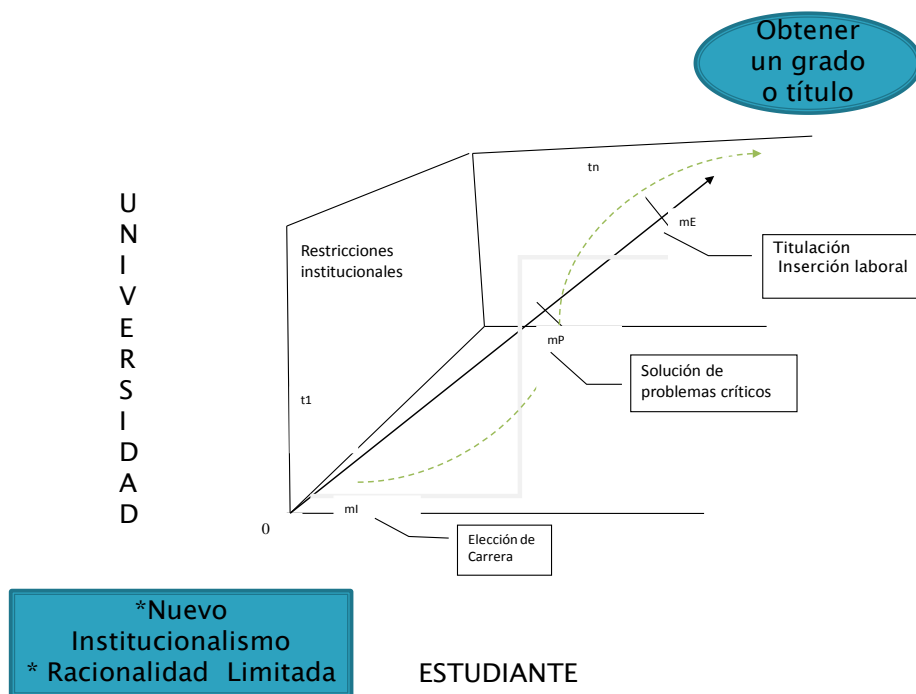 Obtener
un grado
o título
tn
U
N
I
V
E
R
S
I
D
A
D
mE
Restricciones
institucionales
Titulación
Inserción laboral
mP
Solución de
problemas críticos
t1
mI
0
Elección de
Carrera
*Nuevo
Institucionalismo
* Racionalidad Limitada
ESTUDIANTE